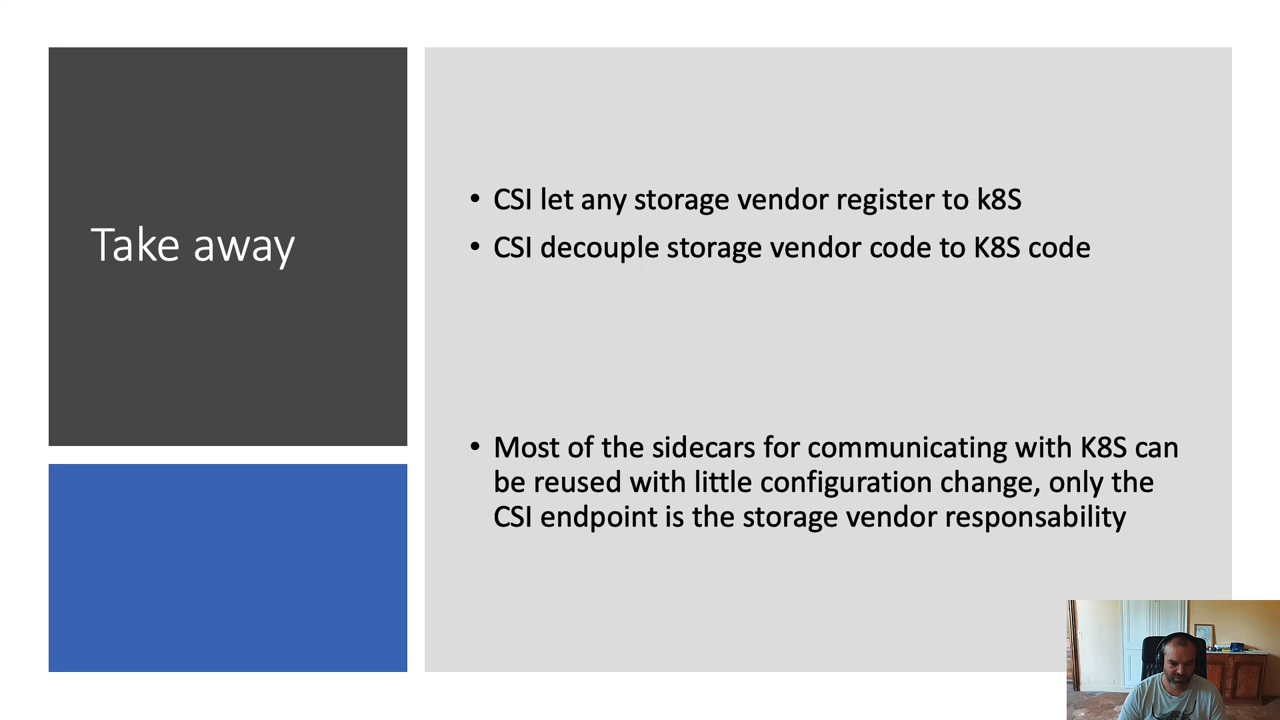 Take away
• CSI let any storage vendor register to k8S
• CSI decouple storage vendor code to K8S code
• Most of the sidecars for communicating with K8S can
be reused with little configuration change, only the
CSI endpoint is the storage vendor responsability